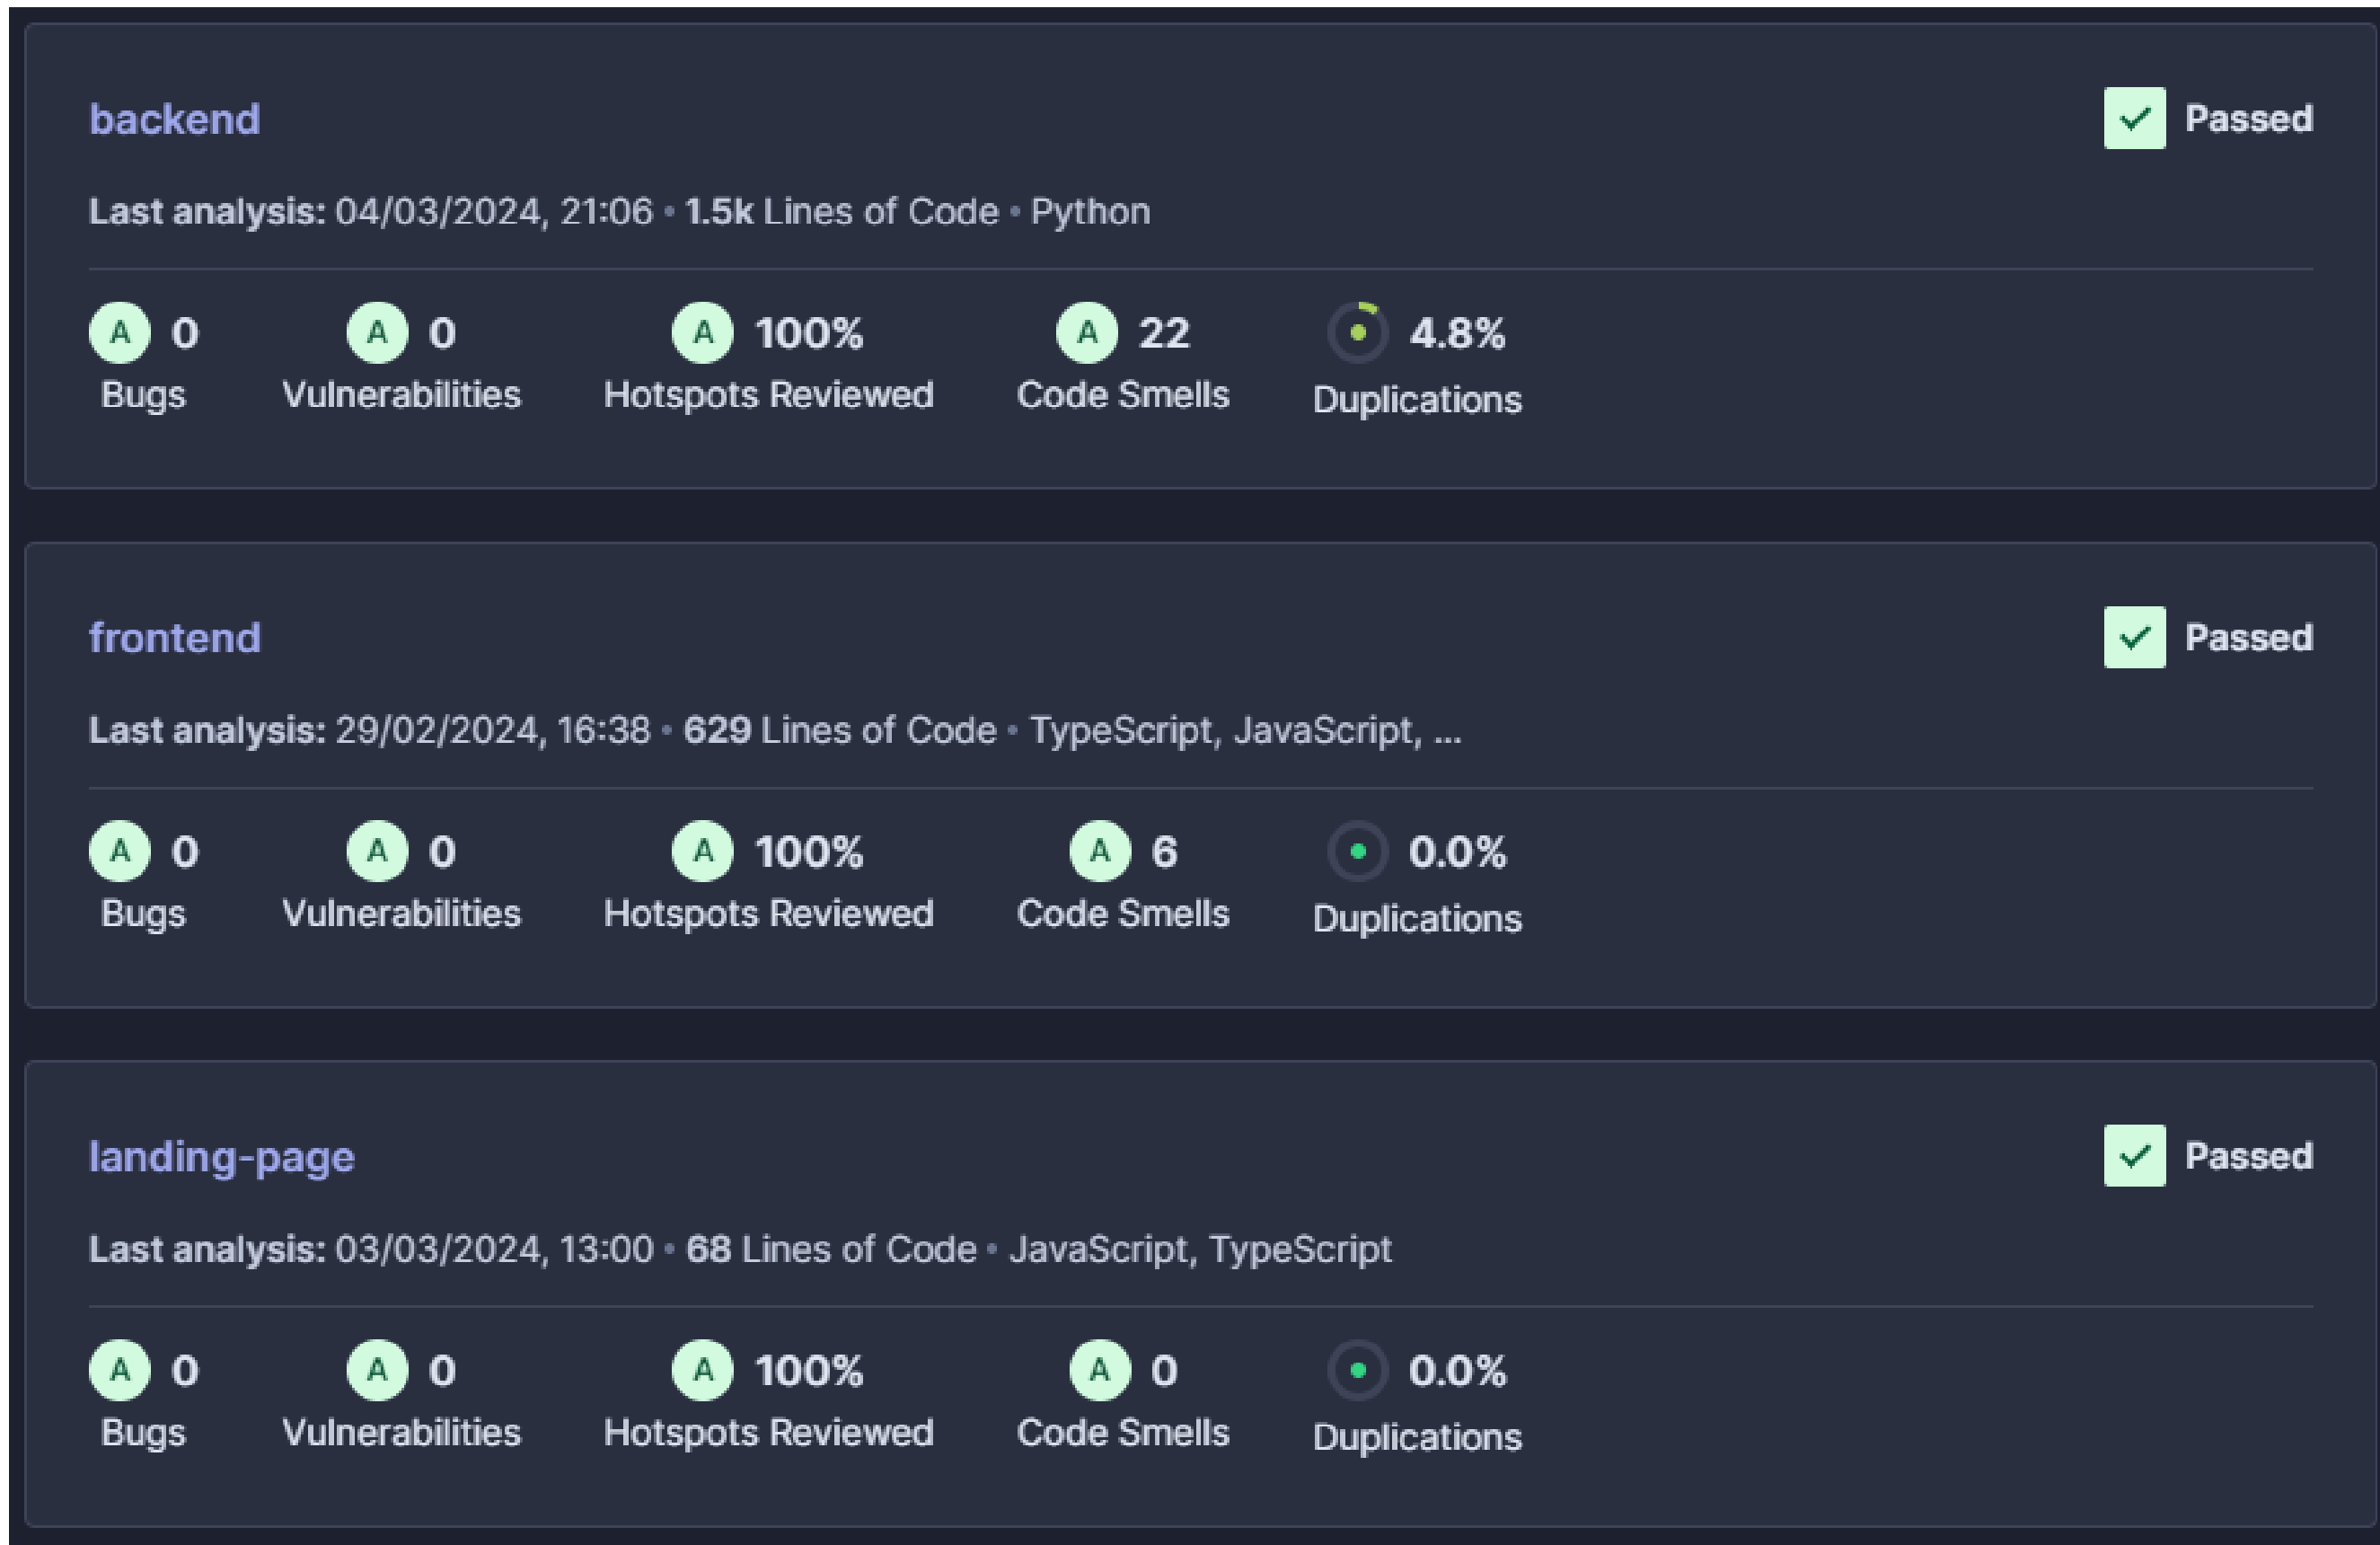 backend
Passed
Last analysis: 04/03/2024, 21:06 • 1.5k Lines of Code • Python
A 0 A 0 A 100% A 22 4.8%
Bugs Vulnerabilities Hotspots Reviewed Code Smells Duplications
frontend
Passed
Last analysis: 29/02/2024, 16:38 • 629 Lines of Code • TypeScript, JavaScript, ...
A 0 A 0 A 100% A 6 0.0%
Bugs Vulnerabilities Hotspots Reviewed Code Smells Duplications
landing-page
Passed
Last analysis: 03/03/2024, 13:00 • 68 Lines of Code • JavaScript, TypeScript
A 0 A 0 A 100% A 0 0.0%
Bugs Vulnerabilities Hotspots Reviewed Code Smells Duplications